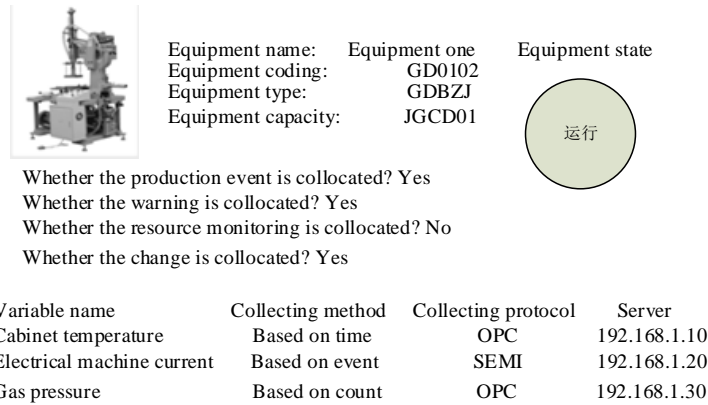 Equipment name: Equipment one Equipment state
Equipment coding: GD0102
Equipment type: GDBZJ
Equipment capacity: JGCD01
运行
Whether the production event is collocated? Yes
Whether the warning is collocated? Yes
Whether the resource monitoring is collocated? No
Whether the change is collocated? Yes
Variable name Collecting method Collecting protocol Server
Cabinet temperature Based on time OPC 192.168.1.10
Electrical machine current Based on event SEMI 192.168.1.20
Gas pressure Based on count OPC 192.168.1.30